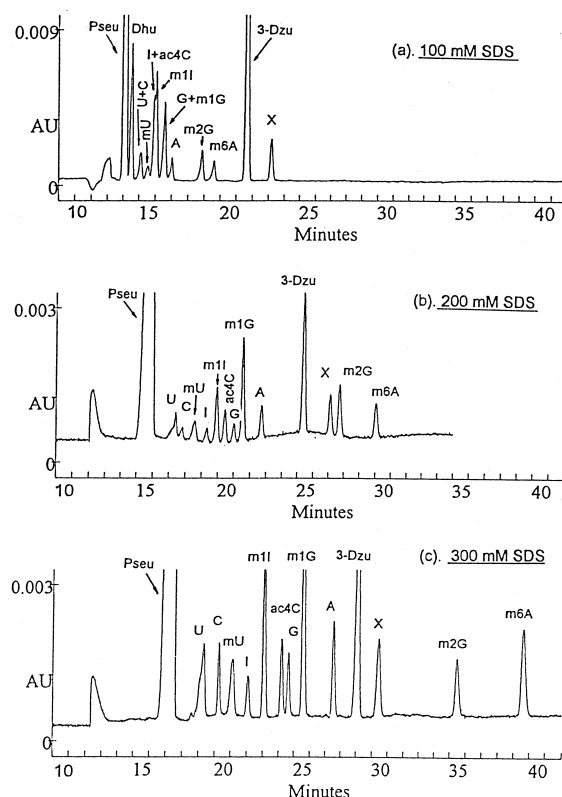 0.009
Pseu
Dhu
I+ac4C
3-Dzu
(a). 100 mM SDS
m1I
U+C
G+m1G
AU
mU
A
m2G
m6A
X
0
10 15 20 25 30 35 40
Minutes
Pseu
3-Dzu
0.003
(b). 200 mM SDS
m1G
m1I
X
m2G
AU
U
C
mU
I
ac4C
G
A
m6A
0
10 15 20 25 30 35 40
Minutes
Pseu
m1I
m1G
3-Dzu
(c). 300 mM SDS
0.003
U
C
mU
I
ac4C
G
A
X
m2G
m6A
AU
0
10 15 20 25 30 35 40
Minutes